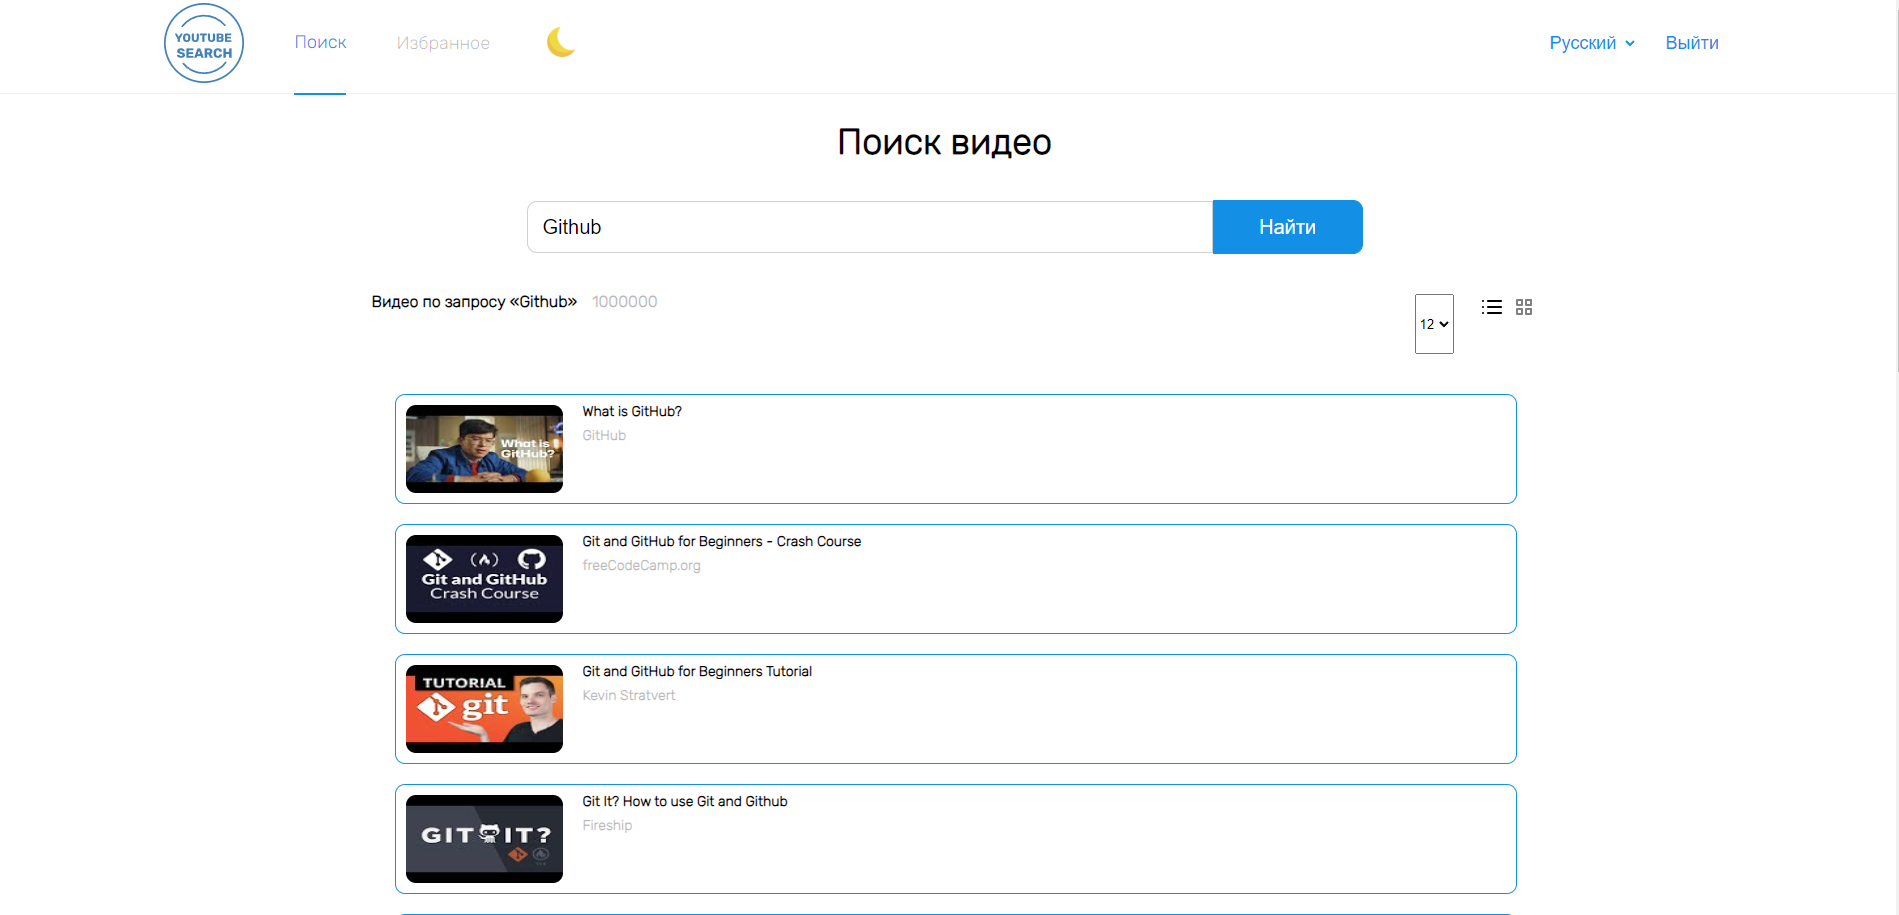 YOUTUBE
SEARCH
Поиск
Избранное
Русский
Выйти
Поиск видео
Github
Найти
Видео по запросу «Github» 1000000
12
What is
GitHub?
What is GitHub?
GitHub
Git and GitHub
Crash Course
Git and GitHub for Beginners - Crash Course
freeCodeCamp.org
TUTORIAL
git
Git and GitHub for Beginners Tutorial
Kevin Stratvert
GIT IT?
Git It? How to use Git and Github
Fireship